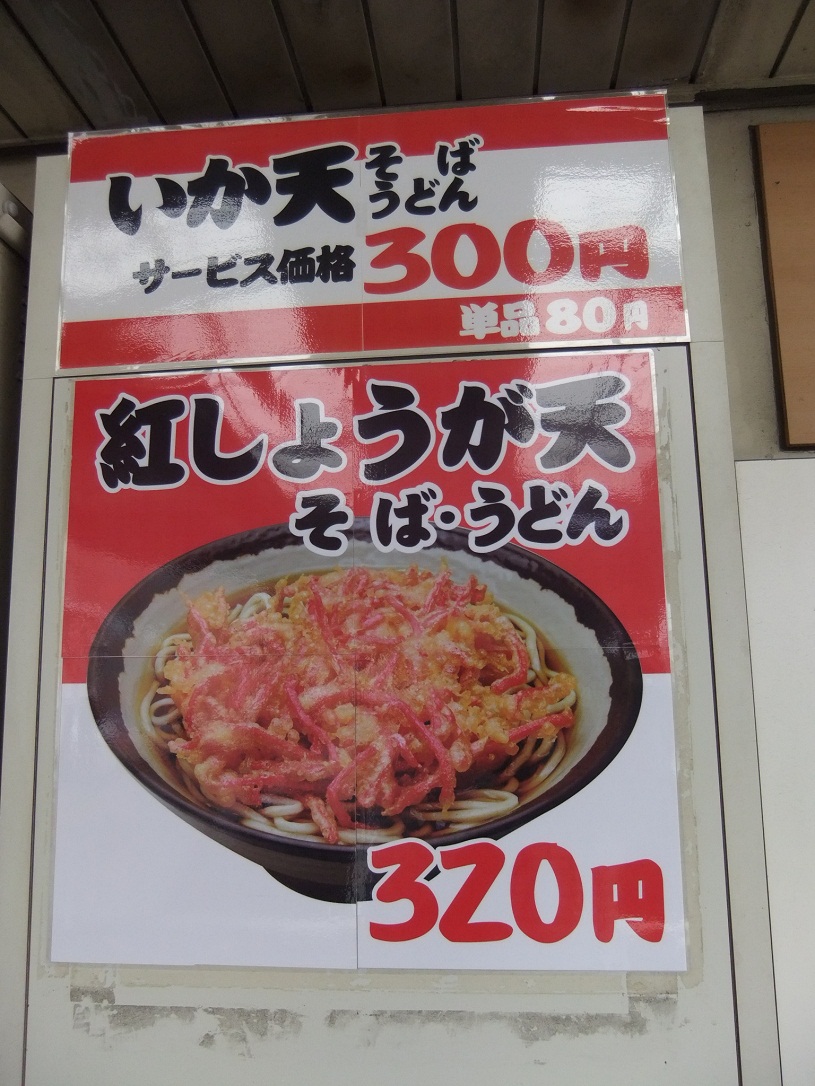 いか天そば
うどん
サービス価格300円
単品80円
紅しょうが天
そば・うどん
320円